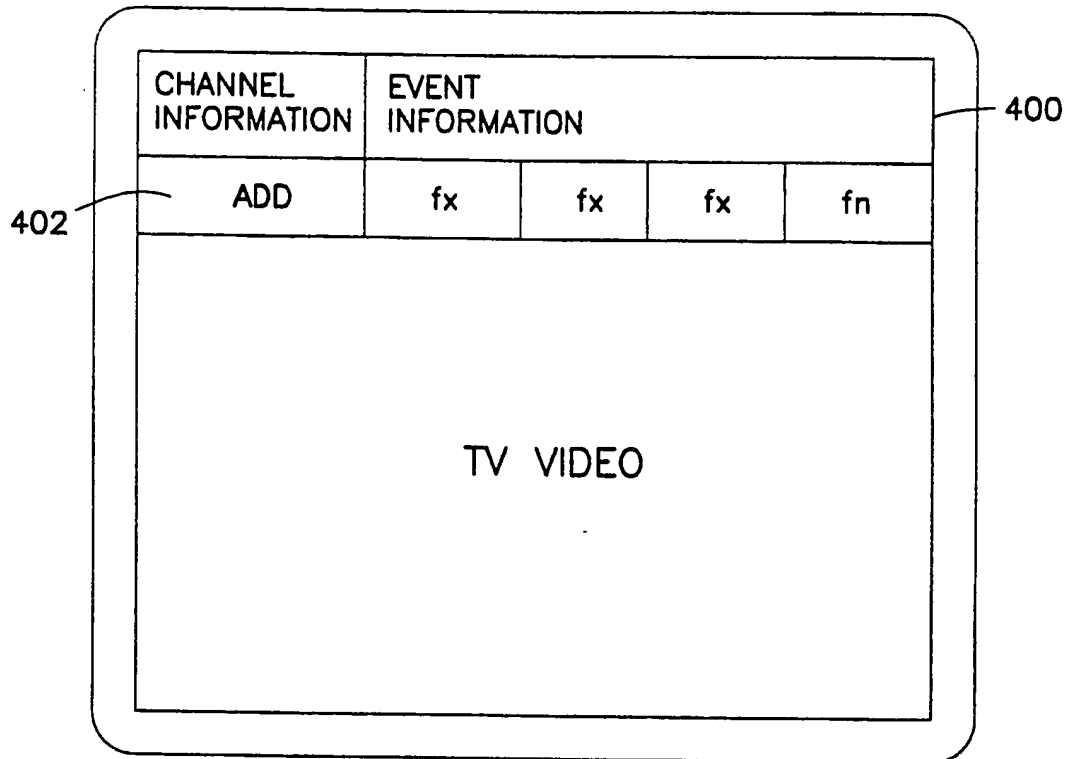 CHANNEL
INFORMATION
EVENT
INFORMATION
400
402
ADD
fx
fx
fx
fn
TV VIDEO